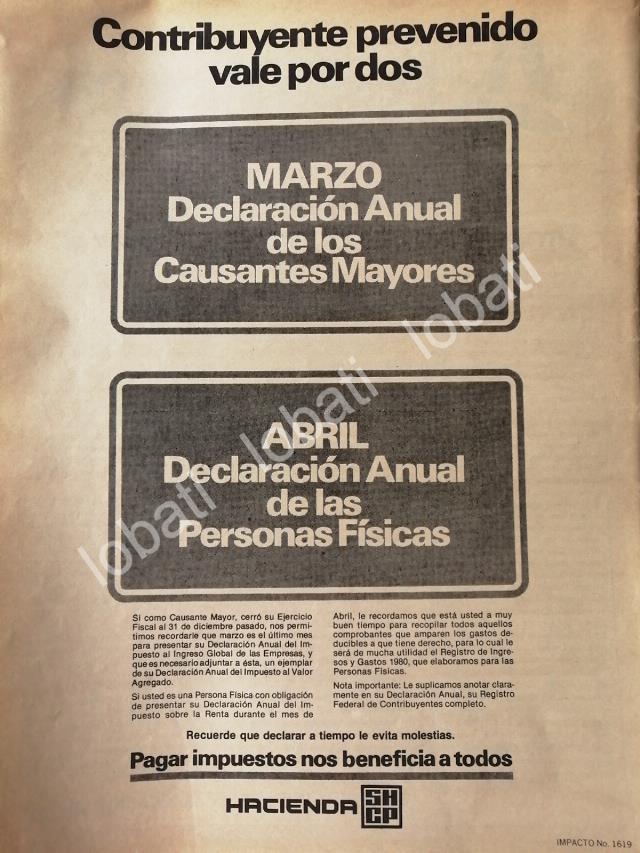 Contribuyente prevenido
vale por dos
MARZO
Declaración Anual
de los
Causantes Mayores
ABRIL
Declaración Anual
de las
Personas Físicas
Si como Causante Mayor, cerró su Ejercicio
Fiscal al 31 de diciembre pasado, nos permi-
timos recordarle que marzo es el último mes
para presentar su Declaración Anual del Im-
puesto al Ingreso Global de las Empresas, y
que es necesario adjuntar a ésta, un ejemplar
de su Declaración Anual del Impuesto al Valor
Agregado.
Si usted es una Persona Física con obligación
de presentar su Declaración Anual del Im-
puesto sobre la Renta durante el mes de
Abril, le recordamos que está usted a muy
buen tiempo para recopilar todos aquellos
comprobantes que amparen los gastos de-
ducibles a que tiene derecho, para lo cual le
será de mucha utilidad el Registro de Ingre-
sos y Gastos 1980, que elaboramos para las
Personas Físicas.
Nota importante: Le suplicamos anotar clara-
mente en su Declaración Anual, su Registro
Federal de Contribuyentes completo.
Recuerde que declarar a tiempo le evita molestias.
Pagar impuestos nos beneficia a todos
HACIENDA SHCP
IMPACTO No. 1619
lobati lobati lobati